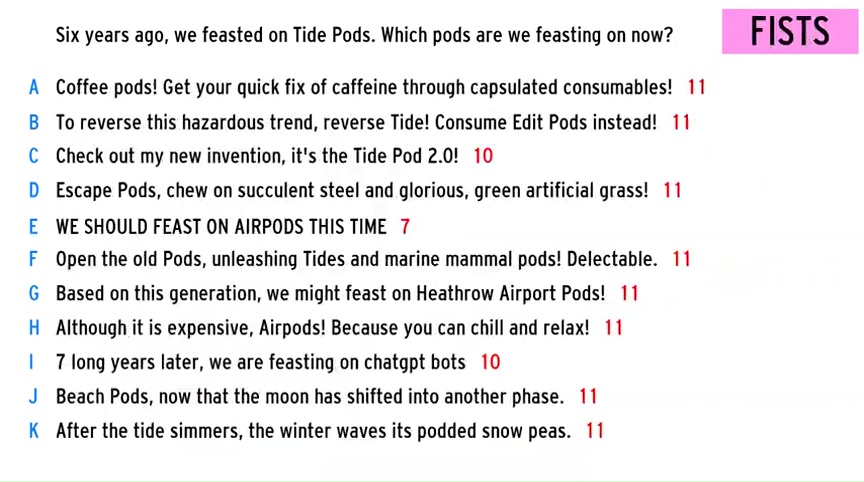 Six years ago, we feasted on Tide Pods. Which pods are we feasting on now?
FISTS
A Coffee pods! Get your quick fix of caffeine through capsulated consumables! 11
B To reverse this hazardous trend, reverse Tide! Consume Edit Pods instead! 11
C Check out my new invention, it's the Tide Pod 2.0! 10
D Escape Pods, chew on succulent steel and glorious, green artificial grass! 11
E WE SHOULD FEAST ON AIRPODS THIS TIME 7
F Open the old Pods, unleashing Tides and marine mammal pods! Delectable. 11
G Based on this generation, we might feast on Heathrow Airport Pods! 11
H Although it is expensive, Airpods! Because you can chill and relax! 11
I 7 long years later, we are feasting on chatgpt bots 10
J Beach Pods, now that the moon has shifted into another phase. 11
K After the tide simmers, the winter waves its podded snow peas. 11